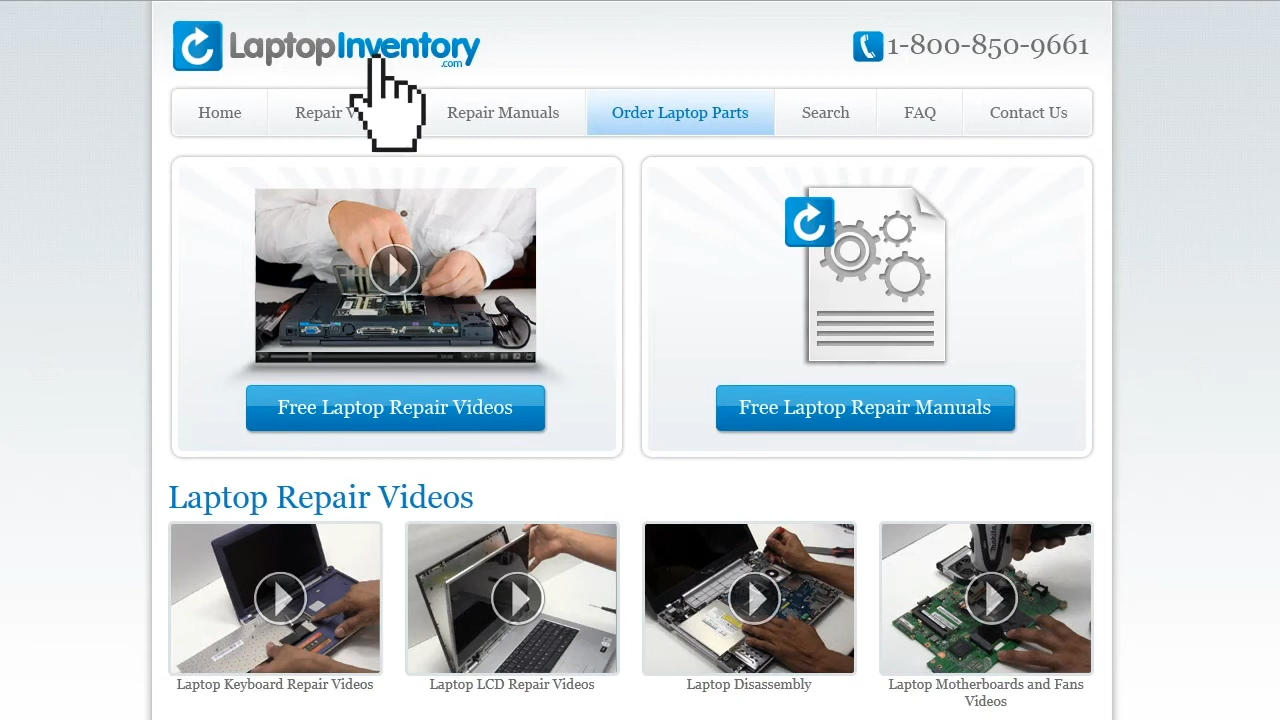 LaptopInventory
.com
1-800-850-9661
Home
Repair V
Repair Manuals
Order Laptop Parts
Search
FAQ
Contact Us
Free Laptop Repair Videos
Free Laptop Repair Manuals
Laptop Repair Videos
Laptop Keyboard Repair Videos
Laptop LCD Repair Videos
Laptop Disassembly
Laptop Motherboards and Fans
Videos